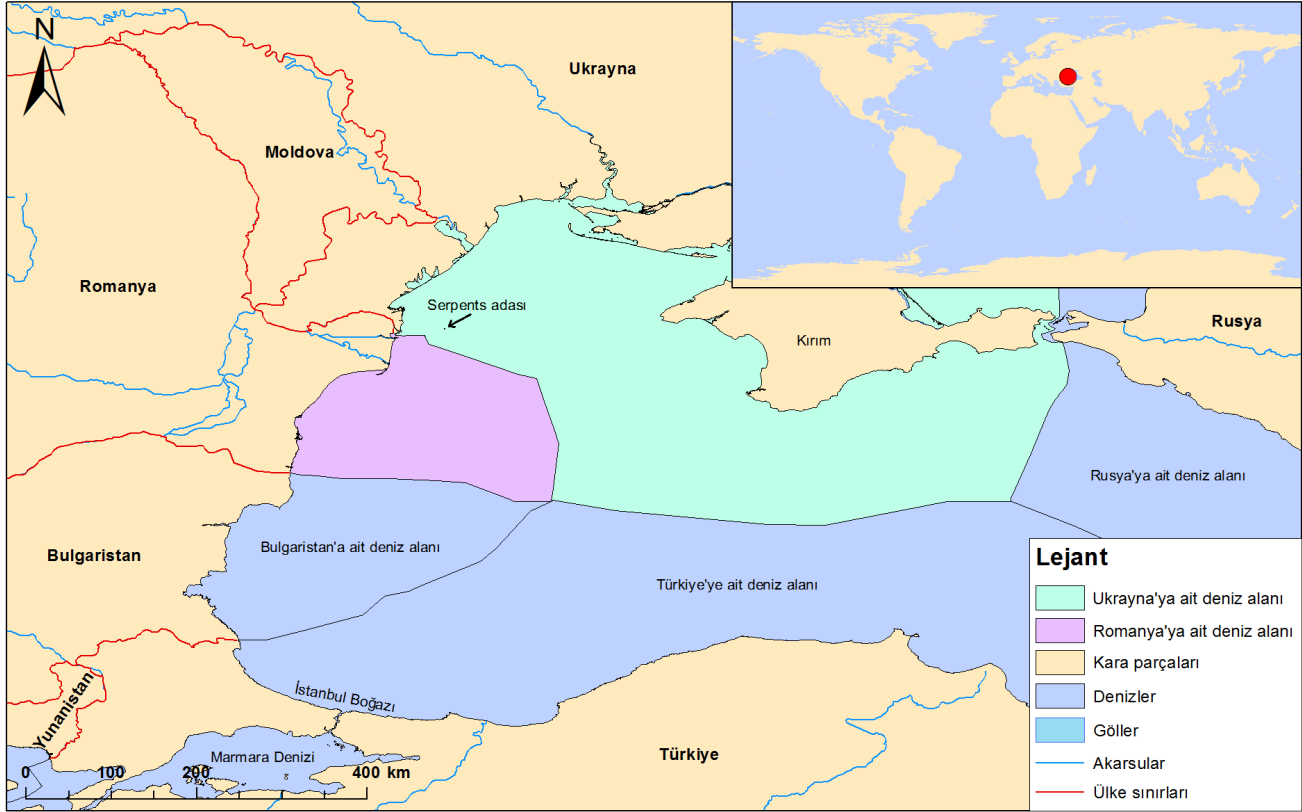 N
Ukrayna
Moldova
Romanya
Serpents adası
Kırım
Rusya
Rusya'ya ait deniz alanı
Bulgaristan
Bulgaristan'a ait deniz alanı
Türkiye'ye ait deniz alanı
İstanbul Boğazı
Yunanistan
Marmara Denizi
Türkiye
0 100 200 400 km
Lejant
Ukrayna'ya ait deniz alanı
Romanya'ya ait deniz alanı
Kara parçaları
Denizler
Göller
Akarsular
Ülke sınırları